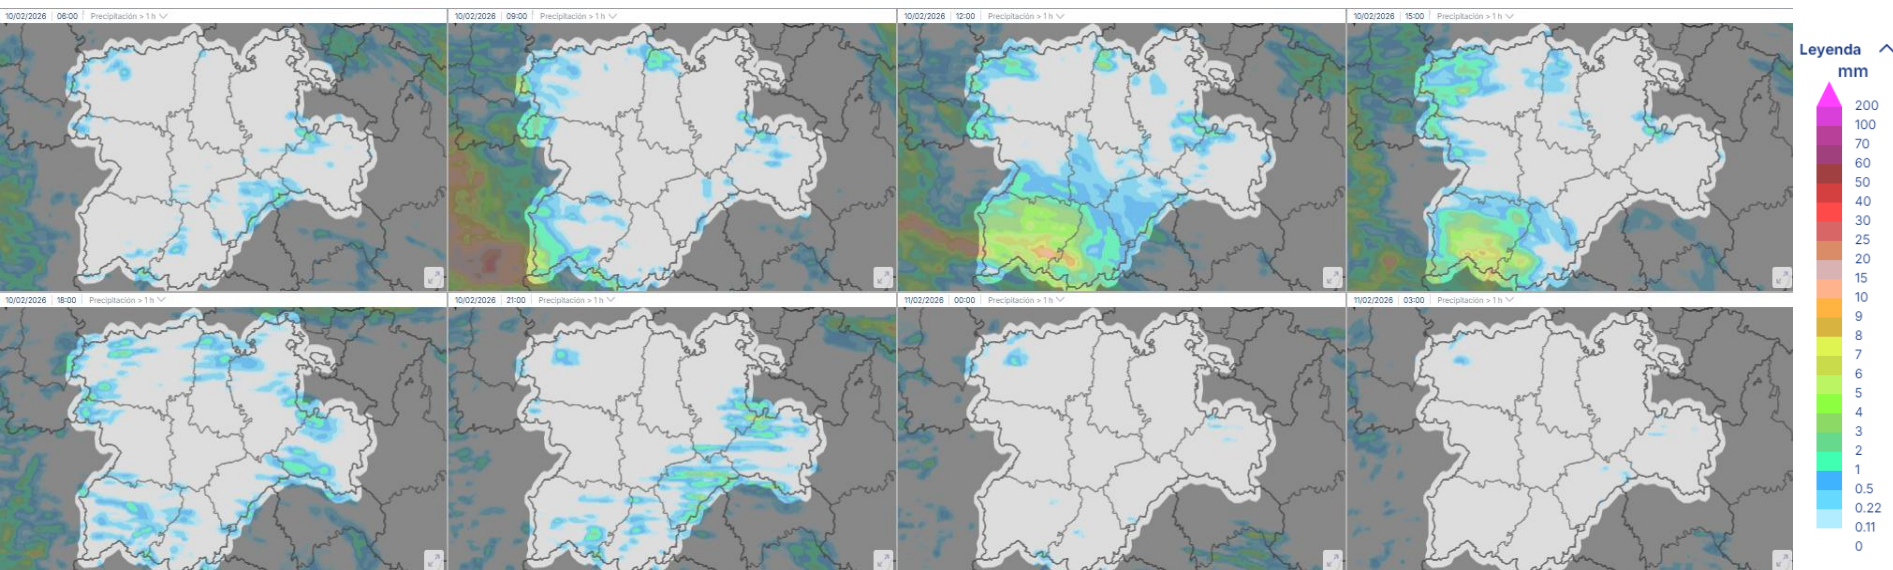 10/02/2026 06:00 Precipitación > 1 h
10/02/2026 09:00 Precipitación > 1 h
10/02/2026 12:00 Precipitación > 1 h
10/02/2026 15:00 Precipitación > 1 h
Leyenda
mm
200
100
70
60
50
40
30
25
20
15
10
9
8
7
6
5
4
3
2
1
0.5
0.22
0.11
0
10/02/2026 18:00 Precipitación > 1 h
10/02/2026 21:00 Precipitación > 1 h
11/02/2026 00:00 Precipitación > 1 h
11/02/2026 03:00 Precipitación > 1 h